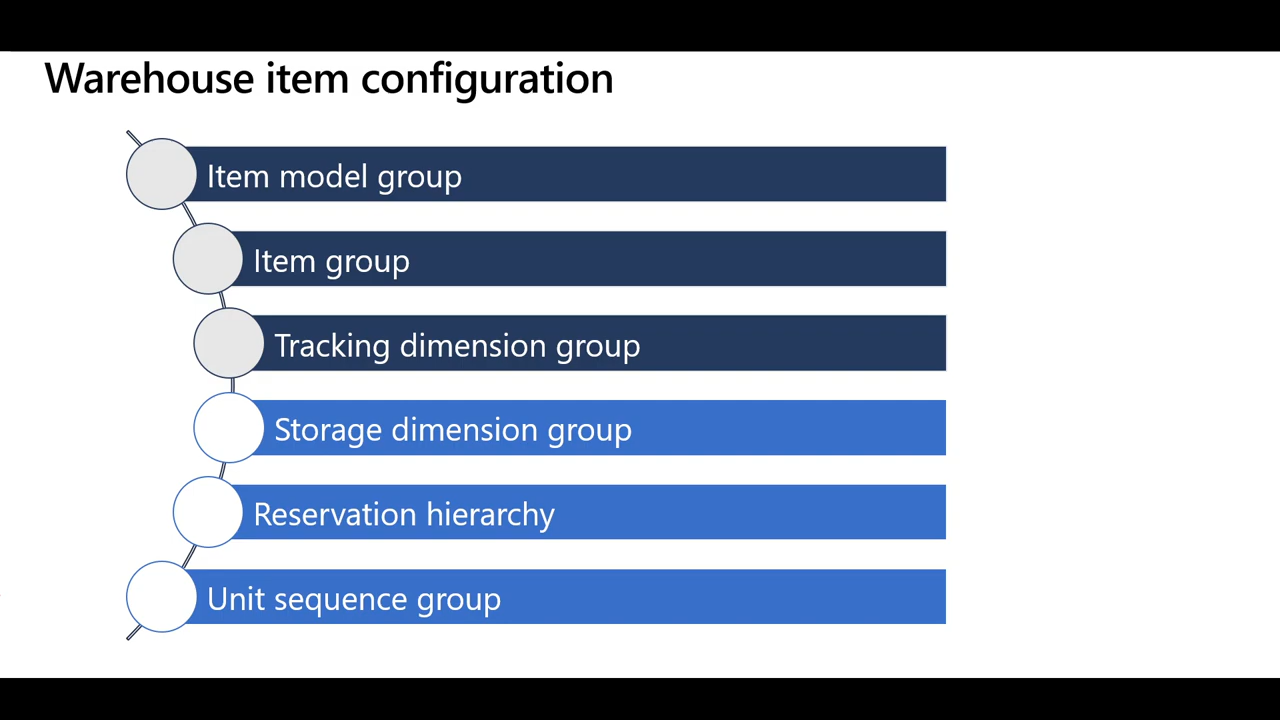 Warehouse item configuration
Item model group
Item group
Tracking dimension group
Storage dimension group
Reservation hierarchy
Unit sequence group